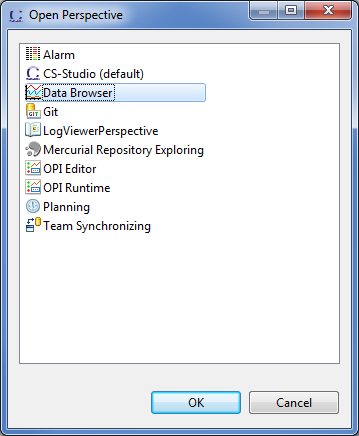 Open Perspective
Alarm
CS-Studio (default)
Data Browser
Git
LogViewerPerspective
Mercurial Repository Exploring
OPI Editor
OPI Runtime
Planning
Team Synchronizing
OK
Cancel